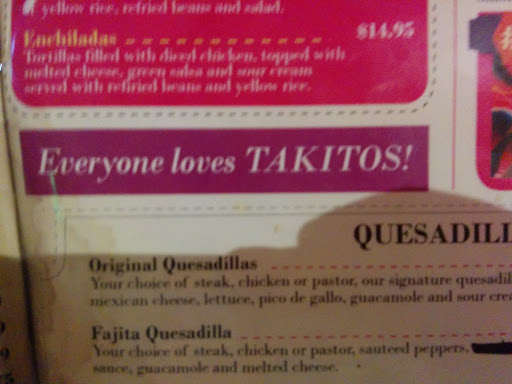 yellow rice, refried beans and salad.
Enchiladas $14.95
Tortillas filled with diced chicken, topped with
melted cheese, green salsa and sour cream
served with refried beans and yellow rice.
Everyone loves TAKITOS!
QUESADILL
Original Quesadillas
Your choice of steak, chicken or pastor, our signature quesadil
mexican cheese, lettuce, pico de gallo, guacamole and sour crea
Fajita Quesadilla
Your choice of steak, chicken or pastor, sauteed peppers,
sauce, guacamole and melted cheese.